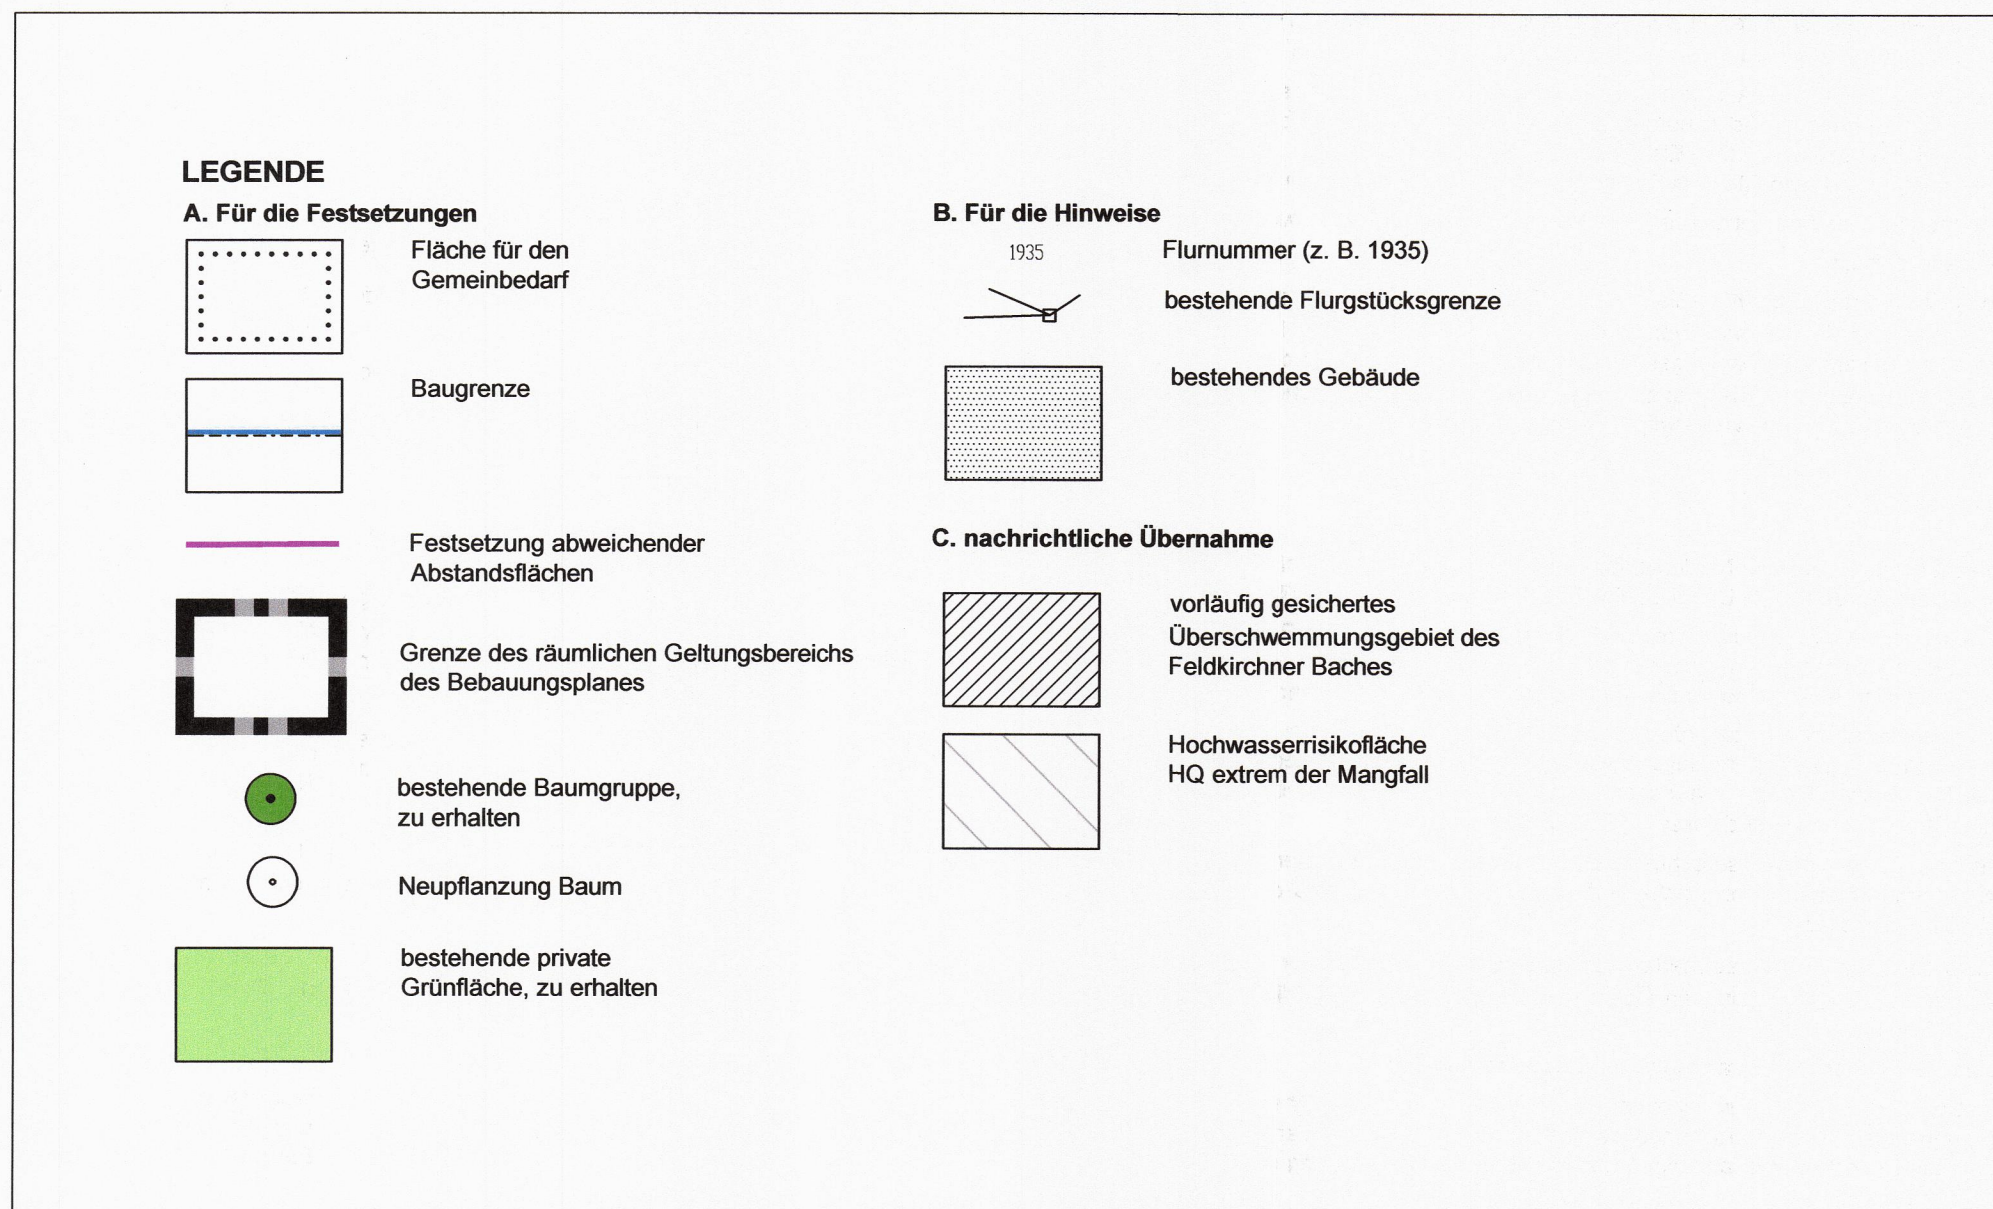 LEGENDE
A. Für die Festsetzungen
Fläche für den
Gemeinbedarf
Baugrenze
Festsetzung abweichender
Abstandsflächen
Grenze des räumlichen Geltungsbereichs
des Bebauungsplanes
bestehende Baumgruppe,
zu erhalten
Neupflanzung Baum
bestehende private
Grünfläche, zu erhalten
B. Für die Hinweise
1935
Flurnummer (z. B. 1935)
bestehende Flurgstücksgrenze
bestehendes Gebäude
C. nachrichtliche Übernahme
vorläufig gesichertes
Überschwemmungsgebiet des
Feldkirchner Baches
Hochwasserrisikofläche
HQ extrem der Mangfall